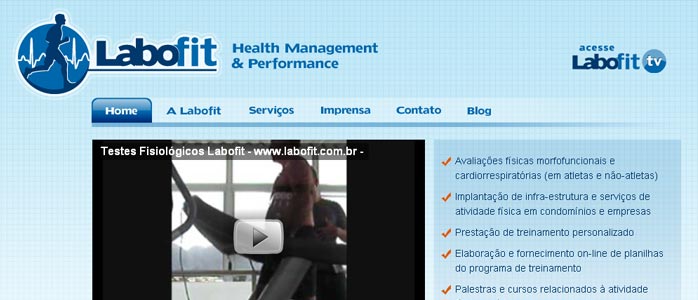 Labofit
Health Management
& Performance
acesse
Labofit tv
Home
A Labofit
Serviços
Imprensa
Contato
Blog
Testes Fisiológicos Labofit - www.labofit.com.br -
Avaliações físicas morfofuncionais e
cardiorrespiratórias (em atletas e não-atletas)
Implantação de infra-estrutura e serviços de
atividade física em condomínios e empresas
Prestação de treinamento personalizado
Elaboração e fornecimento on-line de planilhas
do programa de treinamento
Palestras e cursos relacionados à atividade